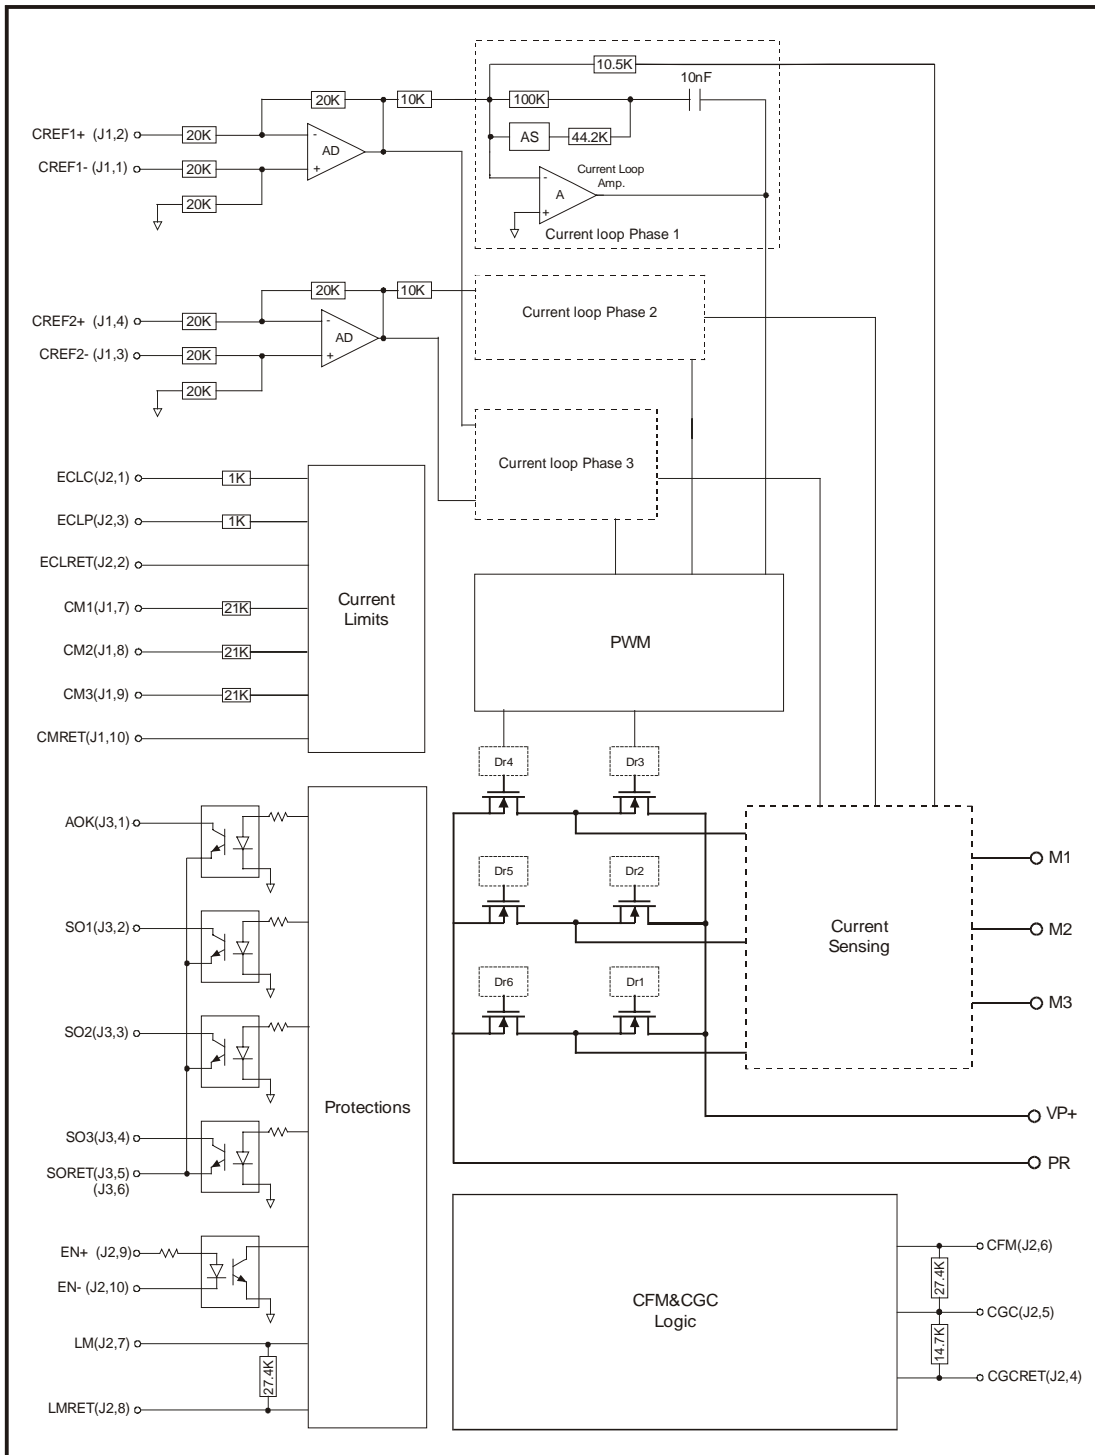 10.5K
10nF
20K
10K
100K
CREF1+ (J1,2)
20K
-
AD
+
AS
44.2K
CREF1- (J1,1)
20K
20K
-
A
+
Current Loop
Amp.
Current loop Phase 1
20K
10K
CREF2+ (J1,4)
20K
-
AD
+
CREF2- (J1,3)
20K
20K
Current loop Phase 2
Current loop Phase 3
ECLC(J2,1)
1K
ECLP(J2,3)
1K
ECLRET(J2,2)
CM1(J1,7)
21K
CM2(J1,8)
21K
CM3(J1,9)
21K
CMRET(J1,10)
Current
Limits
PWM
Dr4
Dr3
Dr5
Dr2
Dr6
Dr1
Current
Sensing
M1
M2
M3
VP+
PR
AOK(J3,1)
SO1(J3,2)
SO2(J3,3)
SO3(J3,4)
SORET(J3,5)
(J3,6)
EN+ (J2,9)
EN- (J2,10)
LM(J2,7)
27.4K
LMRET(J2,8)
Protections
CFM&CGC
Logic
CFM(J2,6)
27.4K
CGC(J2,5)
14.7K
CGCRET(J2,4)